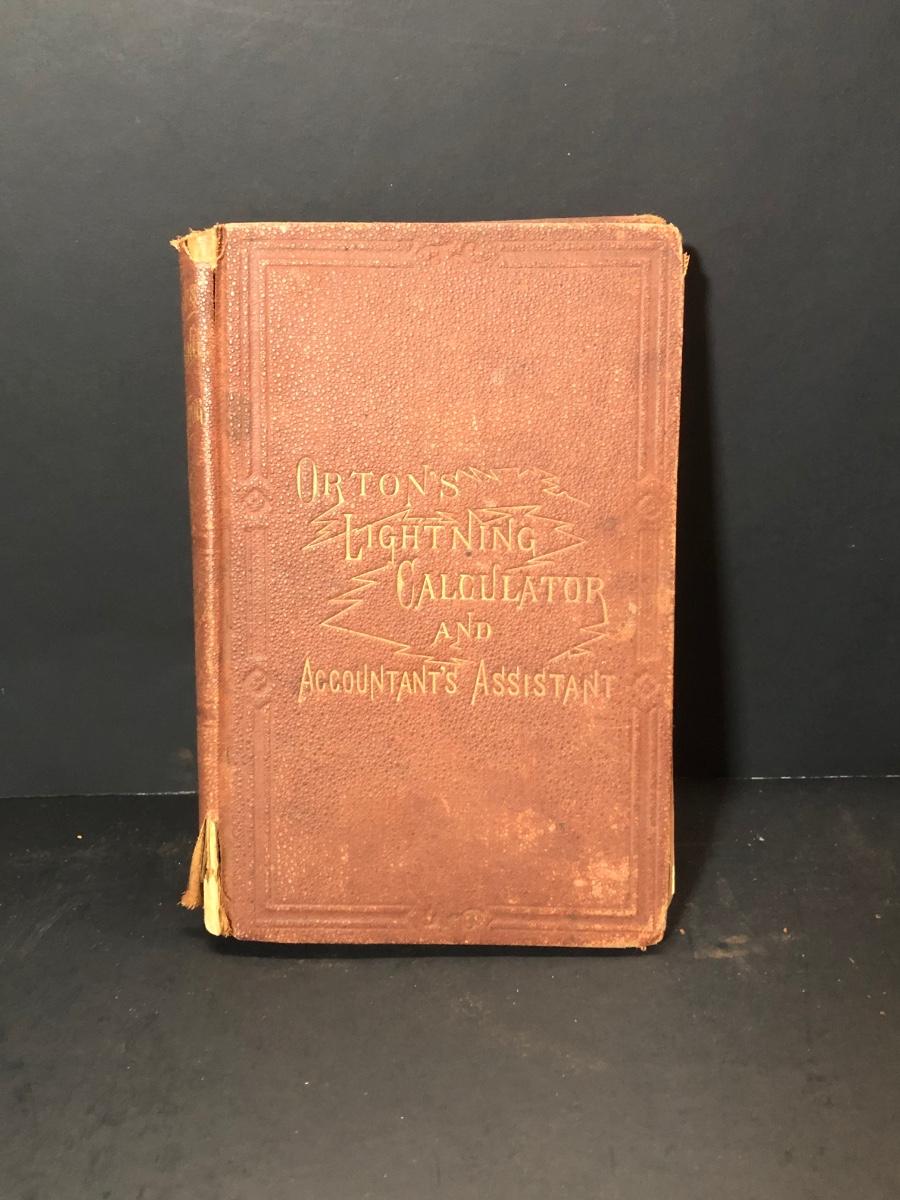 ORTON'S
LIGHTNING
CALCULATOR
AND
ACCOUNTANT'S ASSISTANT